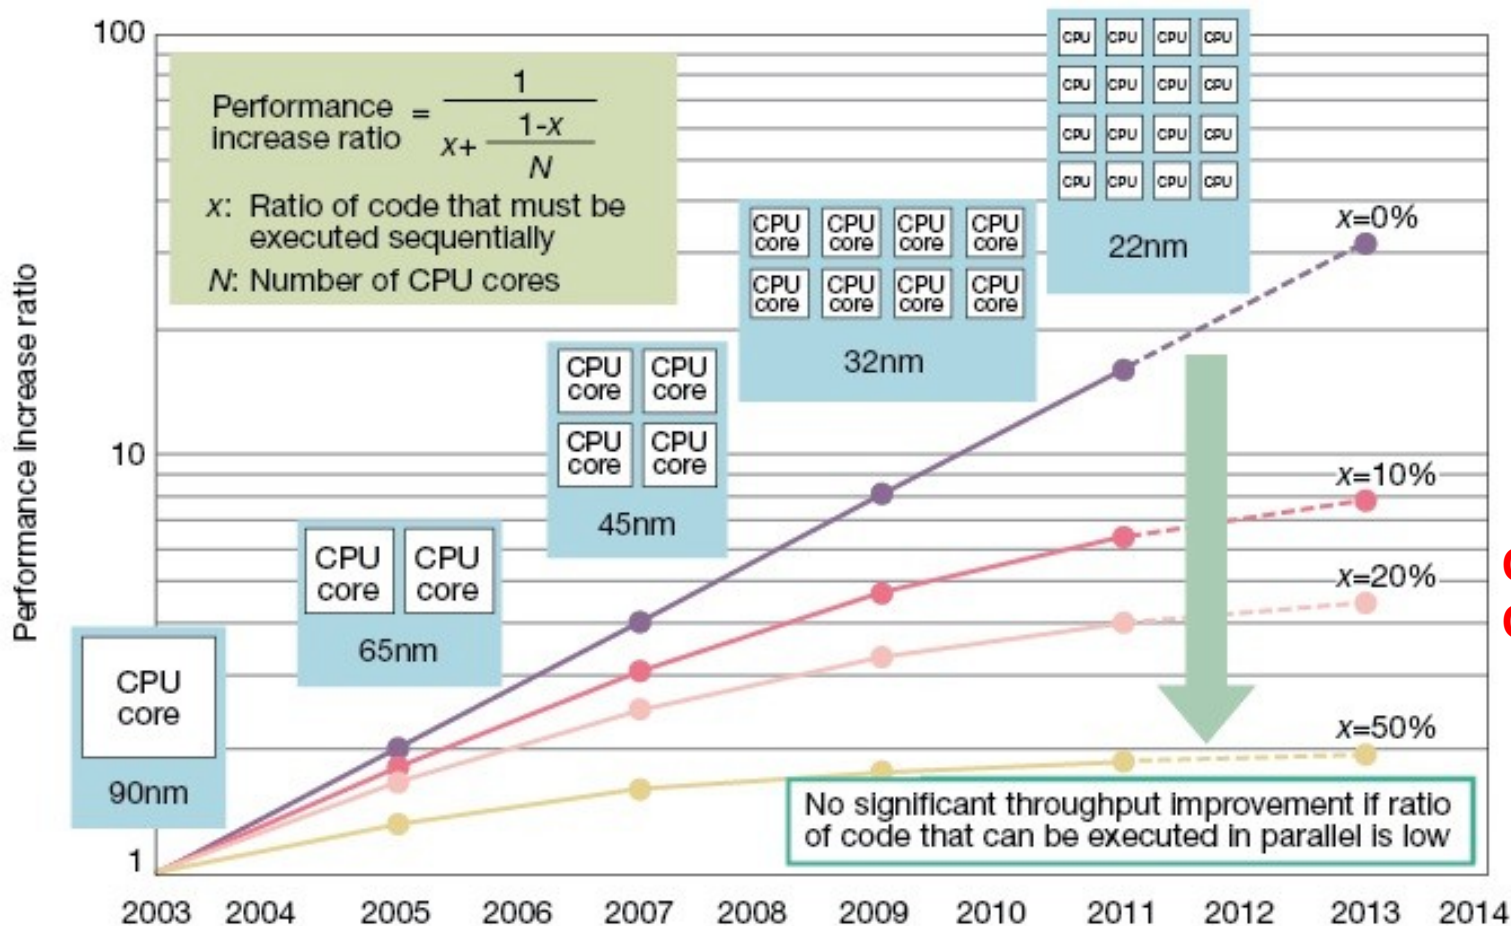 100
10
1
Performance increase ratio
Performance
increase ratio
=
1
x+
1-x
N
x: Ratio of code that must be
executed sequentially
N: Number of CPU cores
CPU
core
90nm
CPU
core
CPU
core
65nm
CPU
core
CPU
core
CPU
core
CPU
core
45nm
CPU
core
CPU
core
CPU
core
CPU
core
CPU
core
CPU
core
CPU
core
CPU
core
32nm
CPU CPU CPU CPU
CPU CPU CPU CPU
CPU CPU CPU CPU
CPU CPU CPU CPU
22nm
x=0%
x=10%
x=20%
x=50%
No significant throughput improvement if ratio
of code that can be executed in parallel is low
2003 2004 2005 2006 2007 2008 2009 2010 2011 2012 2013 2014